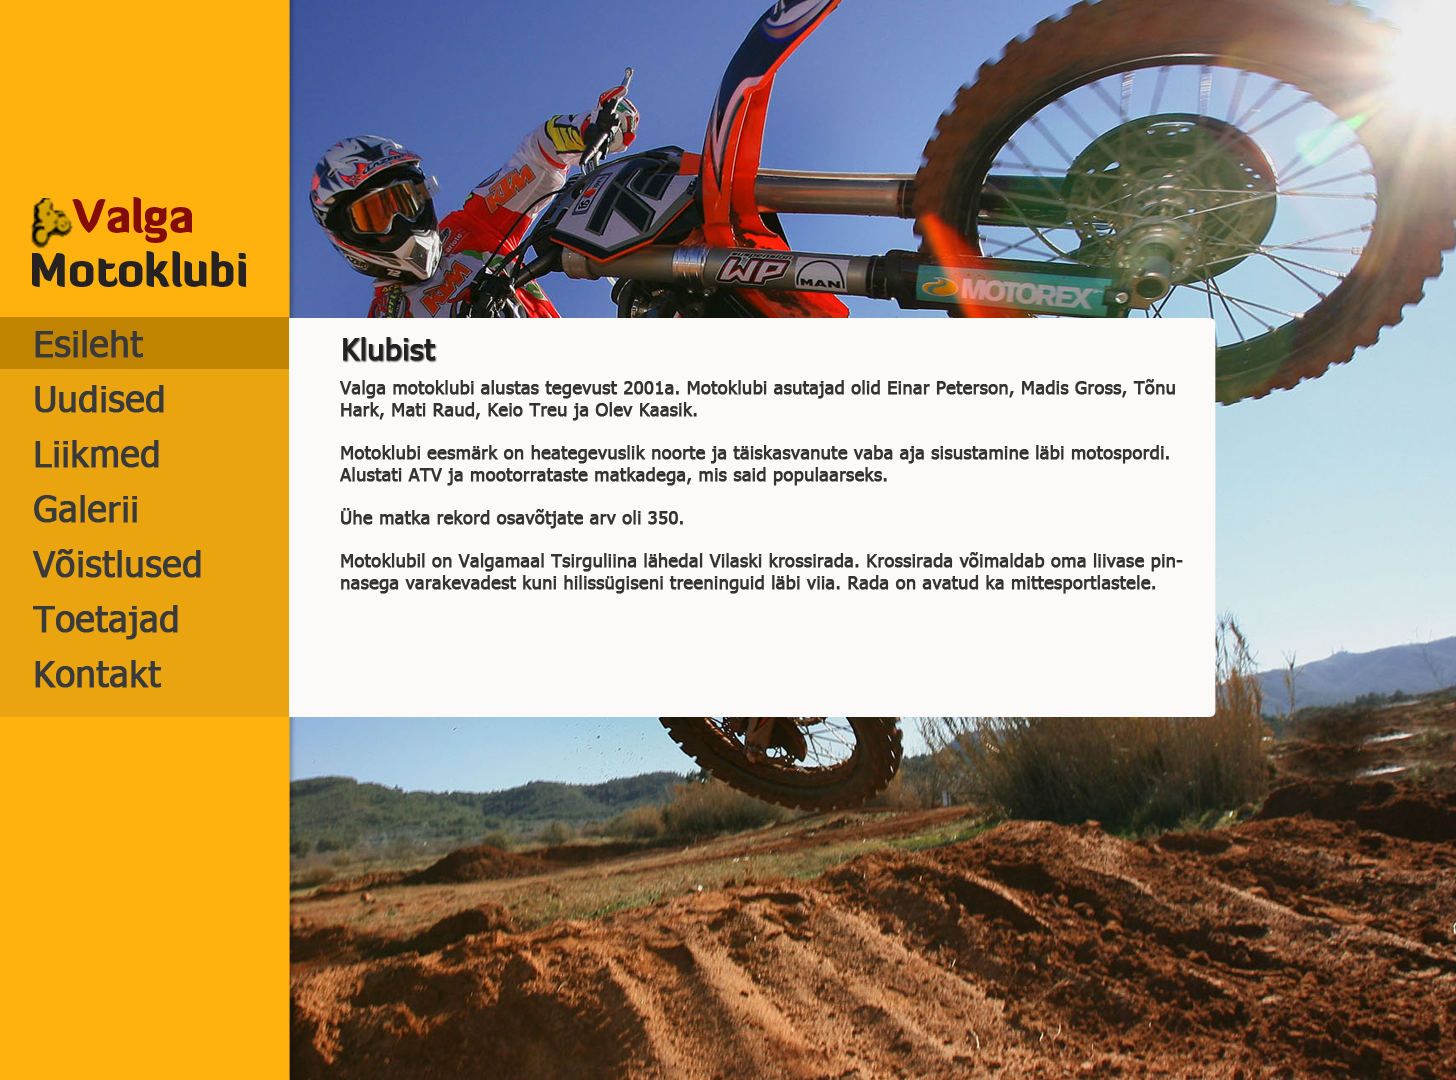 Valga
Motoklubi
Esileht
Uudised
Liikmed
Galerii
Võistlused
Toetajad
Kontakt
KTM
KTM
72
suspension
WP
MAN
MOTOREX
Klubist
Valga motoklubi alustas tegevust 2001a. Motoklubi asutajad olid Einar Peterson, Madis Gross, Tõnu
Hark, Mati Raud, Keio Treu ja Olev Kaasik.
Motoklubi eesmärk on heategevuslik noorte ja täiskasvanute vaba aja sisustamine läbi motospordi.
Alustati ATV ja mootorrataste matkadega, mis said populaarseks.
Ühe matka rekord osavõtjate arv oli 350.
Motoklubil on Valgamaal Tsirguliina lähedal Vilaski krossirada. Krossirada võimaldab oma liivase pin-
nasega varakevadest kuni hilissügiseni treeninguid läbi viia. Rada on avatud ka mittesportlastele.